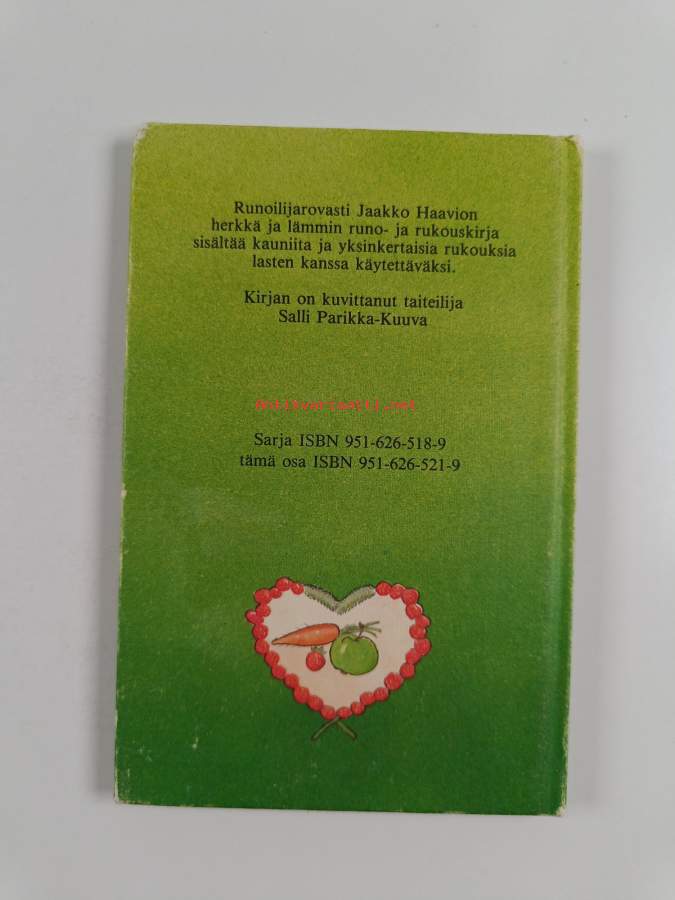 Runoilijarovasti Jaakko Haavion
herkkä ja lämmin runo- ja rukouskirja
sisältää kauniita ja yksinkertaisia rukouksia
lasten kanssa käytettäväksi.
Kirjan on kuvittanut taiteilija
Salli Parikka-Kuuva
antikvariaatti.net
Sarja ISBN 951-626-518-9
tämä osa ISBN 951-626-521-9